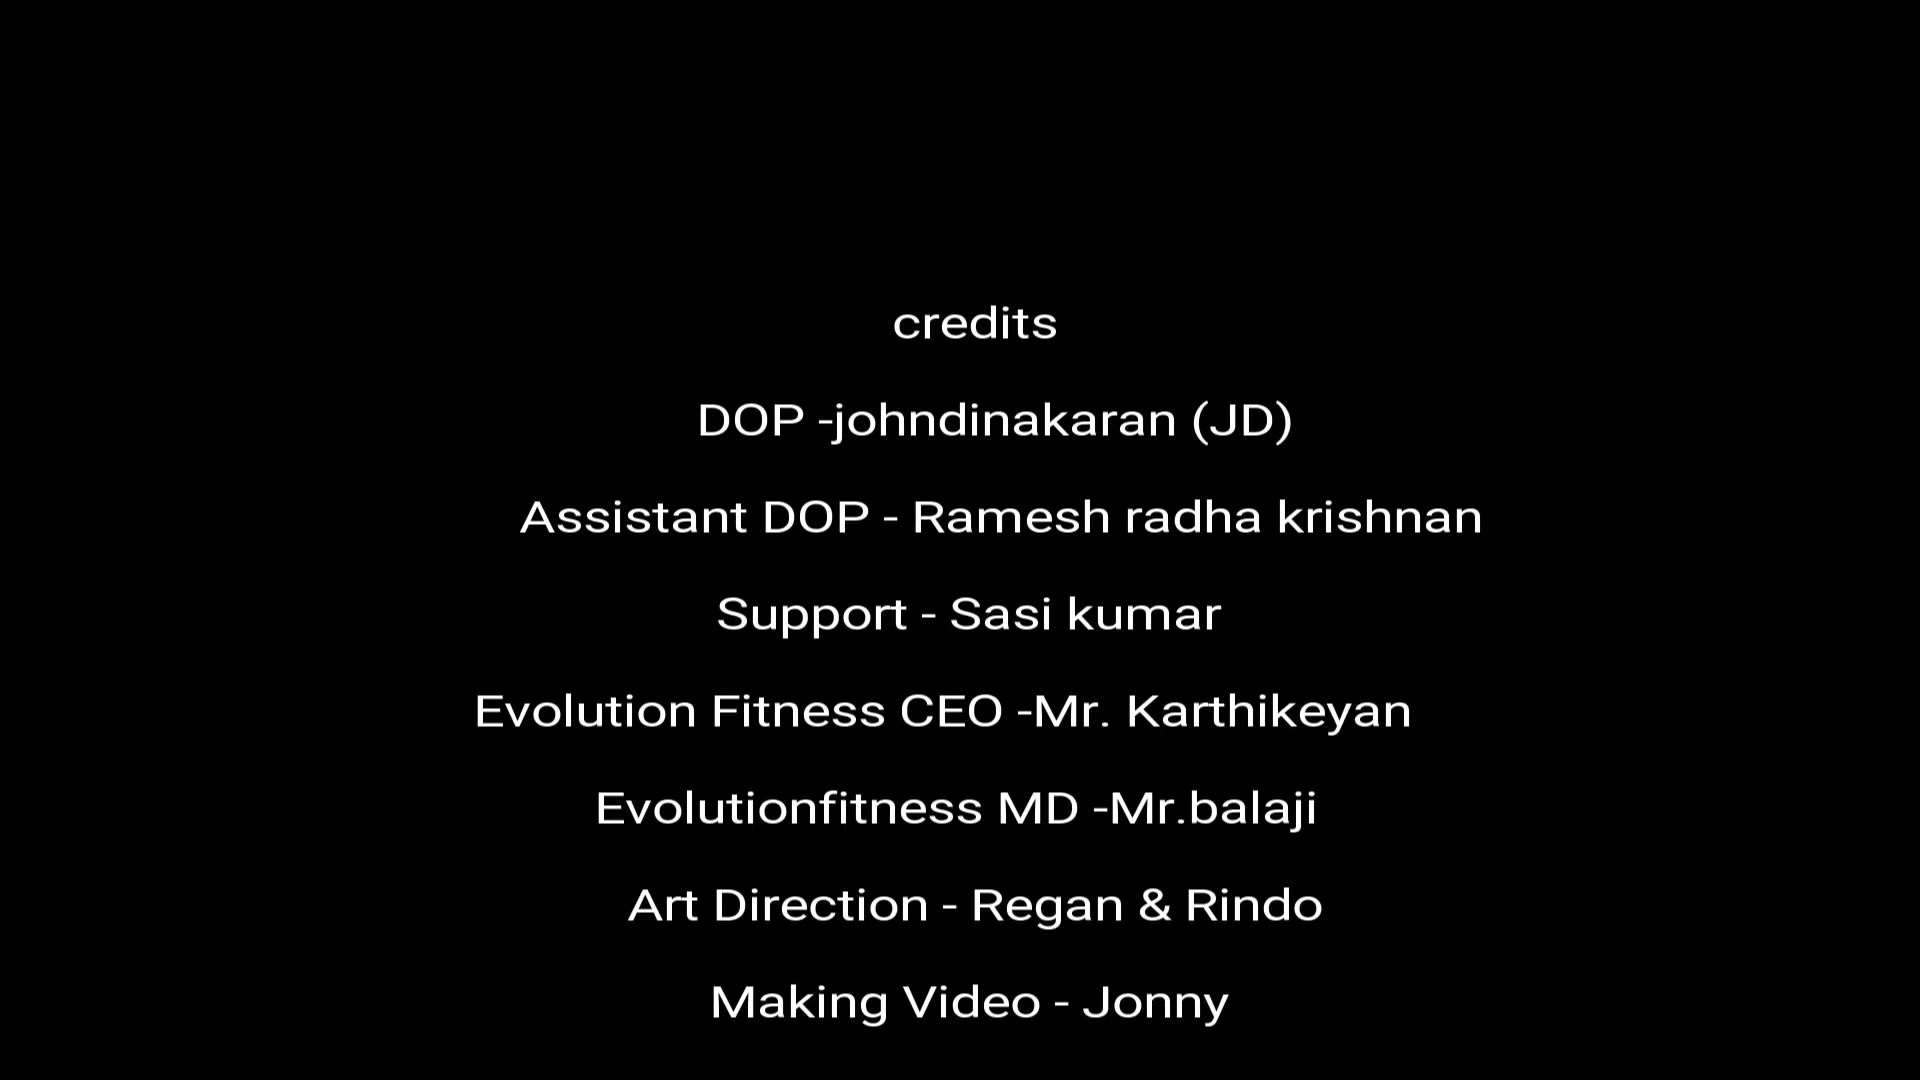 credits
DOP -johndinakaran (JD)
Assistant DOP - Ramesh radha krishnan
Support - Sasi kumar
Evolution Fitness CEO -Mr. Karthikeyan
Evolutionfitness MD -Mr.balaji
Art Direction - Regan & Rindo
Making Video - Jonny